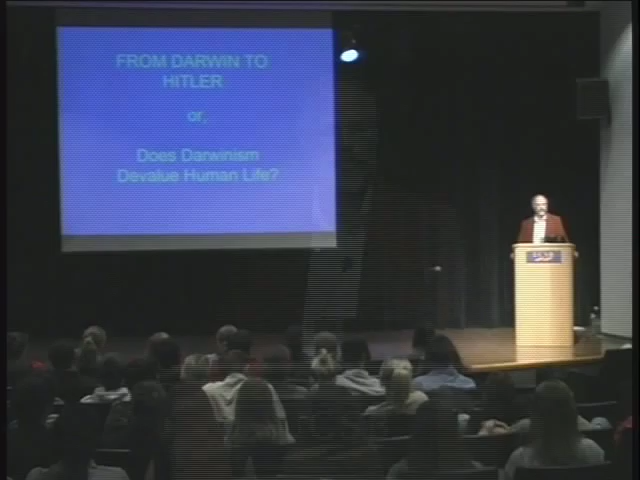 FROM DARWIN TO
HITLER
or,
Does Darwinism
Devalue Human Life?